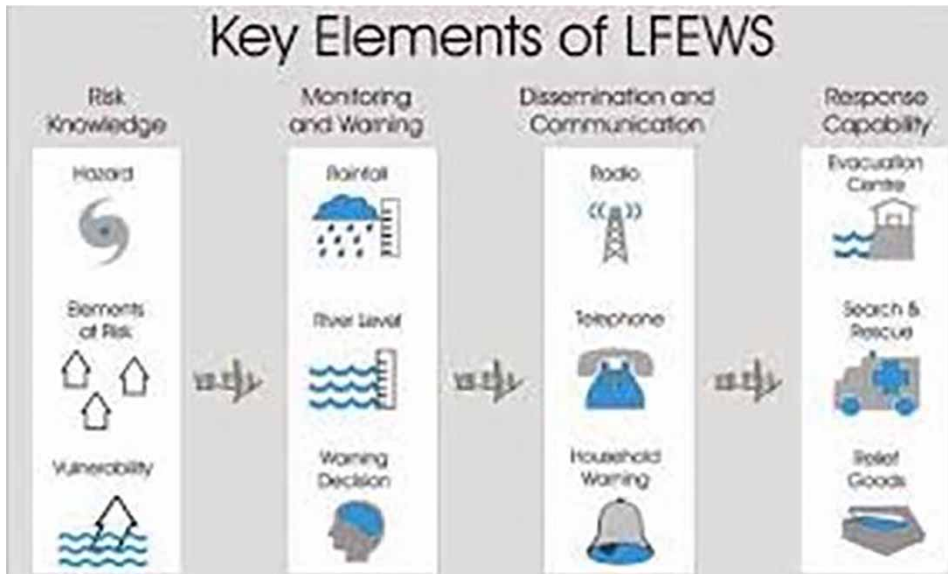 Key Elements of LFEWS
Risk
Knowledge
Hazard
Elements
at Risk
Vulnerability
Monitoring
and Warning
Rainfall
River Level
Warning
Decision
Dissemination and
Communication
Radio
Telephone
Household
Warning
Response
Capability
Evacuation
Centre
Search &
Rescue
Relief
Goods